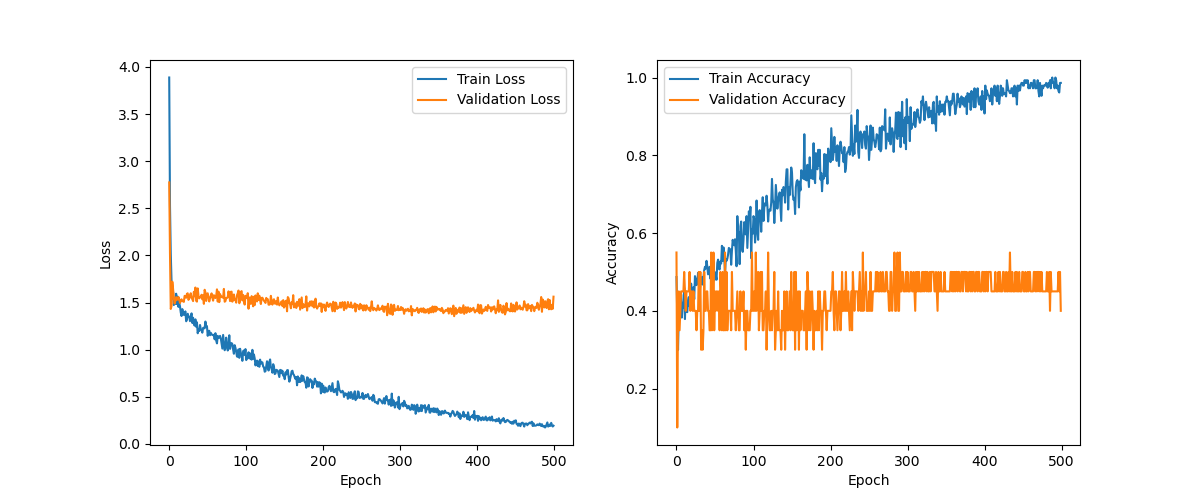 4.0
3.5
3.0
2.5
2.0
1.5
1.0
0.5
0.0
Loss
Train Loss
Validation Loss
0 100 200 300 400 500
Epoch
1.0
0.8
0.6
0.4
0.2
Accuracy
Train Accuracy
Validation Accuracy
0 100 200 300 400 500
Epoch